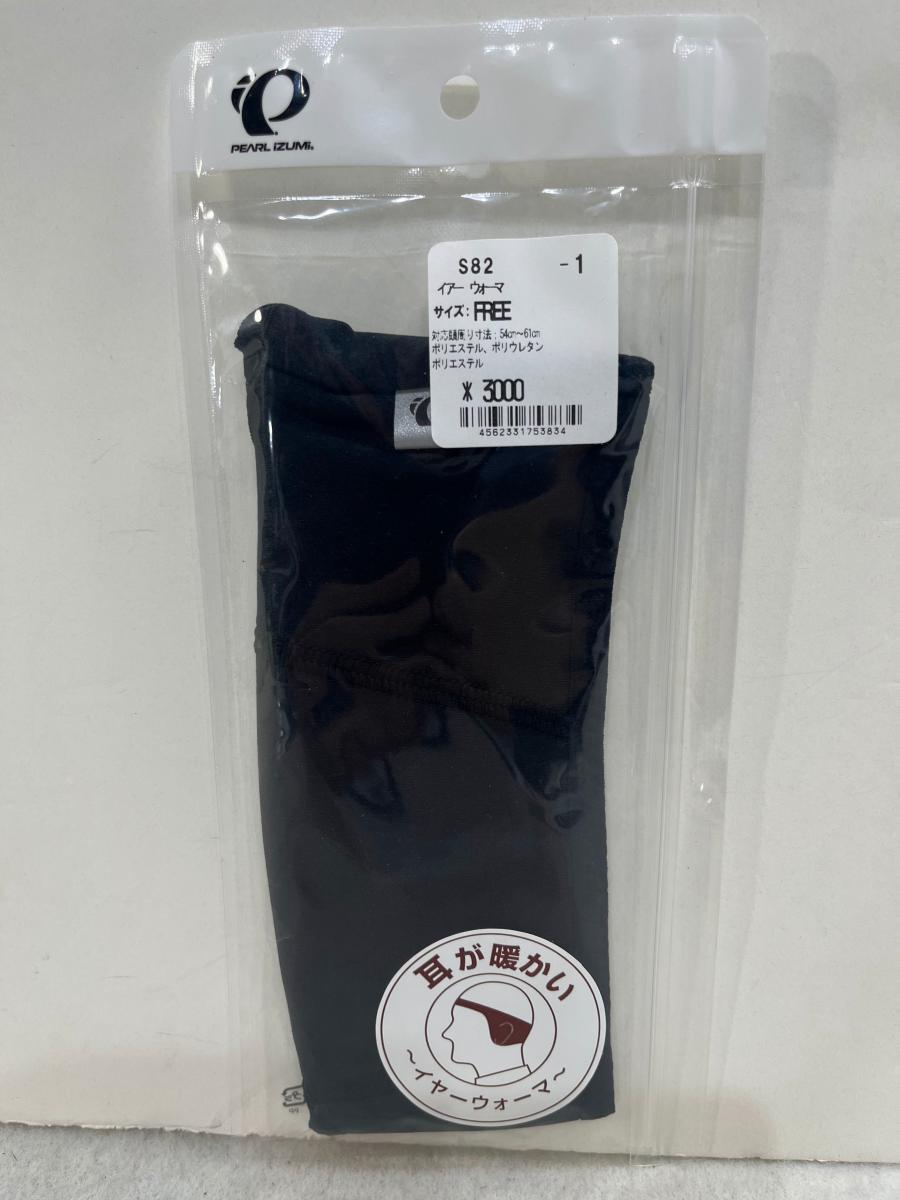 PEARL iZUMi®
S82 -1
イアー ウォーマ
サイズ: FREE
対応頭周り寸法:54cm~61cm
ポリエステル、ポリウレタン
ポリエステル
¥ 3000
4562331753834
耳が暖かい
~イヤーウォーマ~